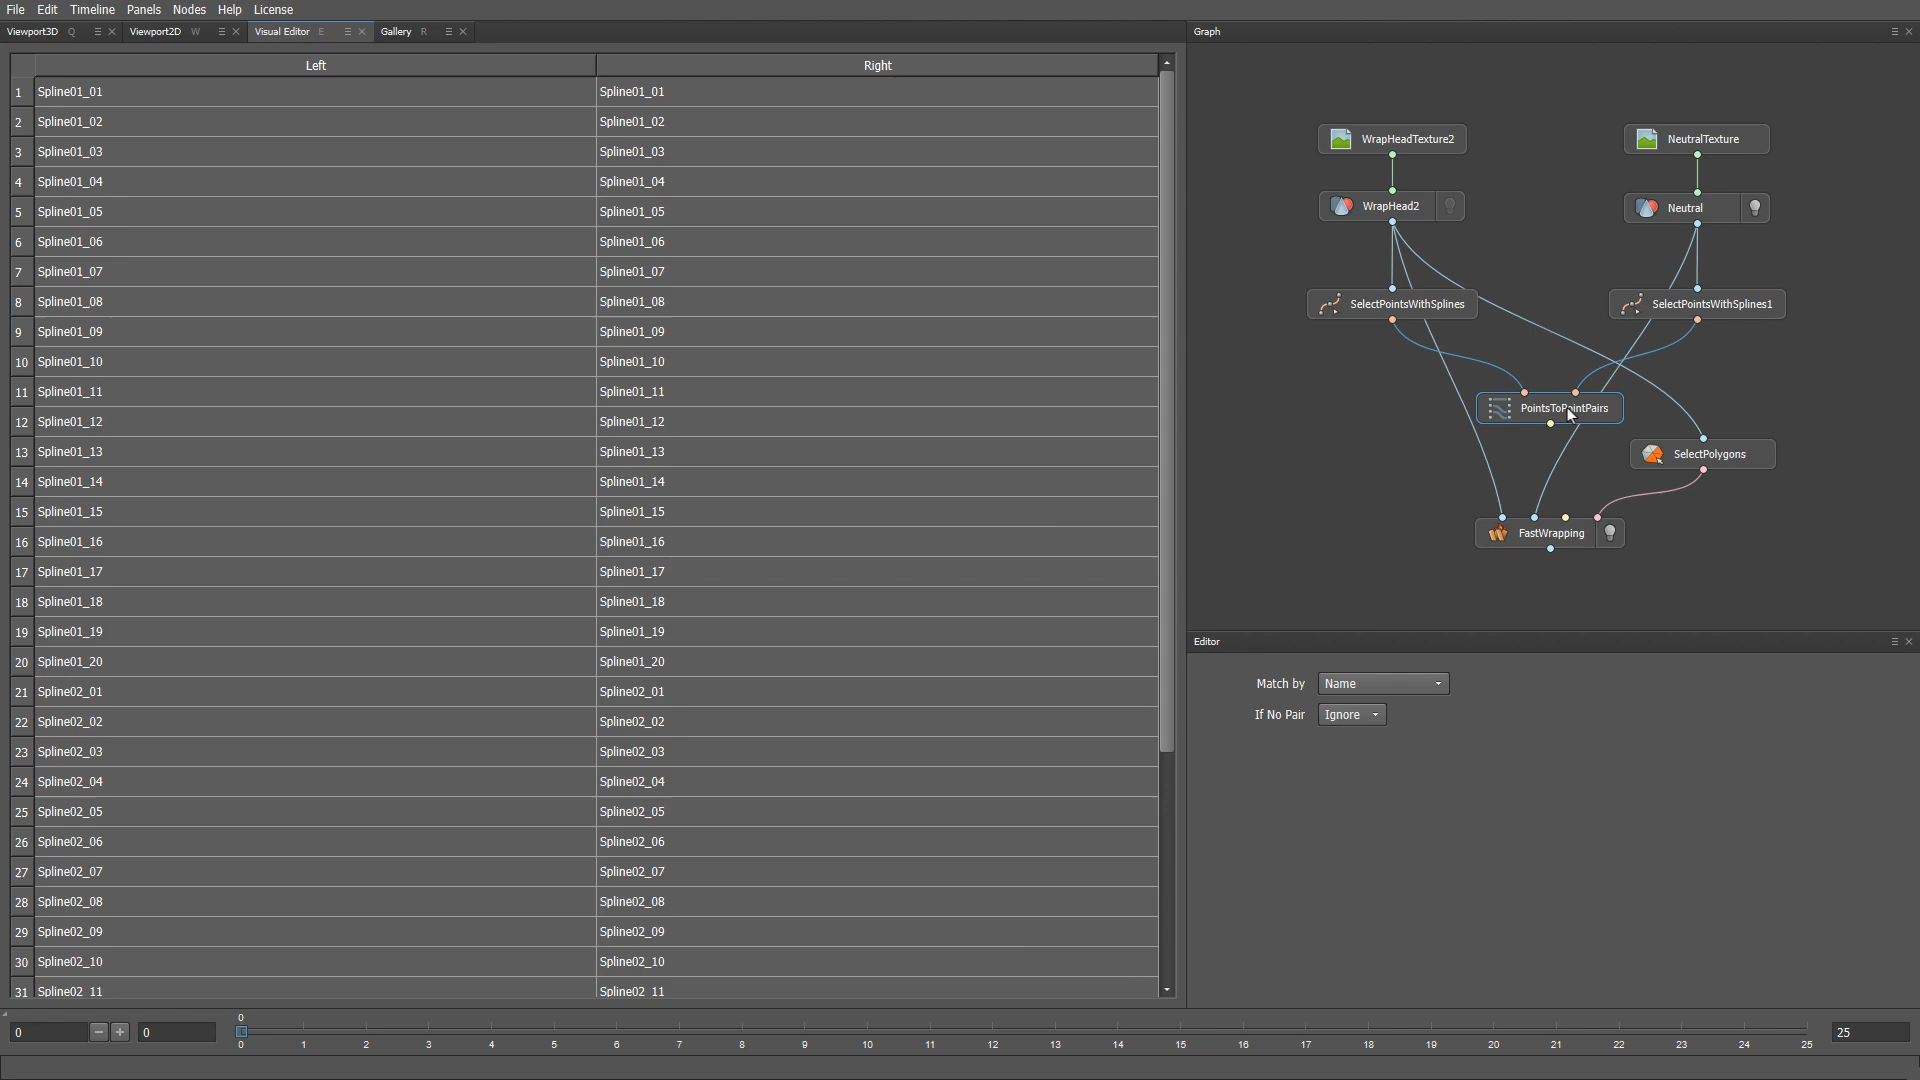 File Edit Timeline Panels Nodes Help License
Viewport3D Q Viewport2D W Visual Editor E Gallery R Graph
Left Right
1 Spline01_01 Spline01_01
2 Spline01_02 Spline01_02
3 Spline01_03 Spline01_03
4 Spline01_04 Spline01_04
5 Spline01_05 Spline01_05
6 Spline01_06 Spline01_06
7 Spline01_07 Spline01_07
8 Spline01_08 Spline01_08
9 Spline01_09 Spline01_09
10 Spline01_10 Spline01_10
11 Spline01_11 Spline01_11
12 Spline01_12 Spline01_12
13 Spline01_13 Spline01_13
14 Spline01_14 Spline01_14
15 Spline01_15 Spline01_15
16 Spline01_16 Spline01_16
17 Spline01_17 Spline01_17
18 Spline01_18 Spline01_18
19 Spline01_19 Spline01_19
20 Spline01_20 Spline01_20
21 Spline02_01 Spline02_01
22 Spline02_02 Spline02_02
23 Spline02_03 Spline02_03
24 Spline02_04 Spline02_04
25 Spline02_05 Spline02_05
26 Spline02_06 Spline02_06
27 Spline02_07 Spline02_07
28 Spline02_08 Spline02_08
29 Spline02_09 Spline02_09
30 Spline02_10 Spline02_10
31 Spline02_11 Spline02_11
WrapHeadTexture2 NeutralTexture
WrapHead2 Neutral
SelectPointsWithSplines SelectPointsWithSplines1
PointsToPointPairs
SelectPolygons
FastWrapping
Editor
Match by Name
If No Pair Ignore
0
0 0 25
0 1 2 3 4 5 6 7 8 9 10 11 12 13 14 15 16 17 18 19 20 21 22 23 24 25